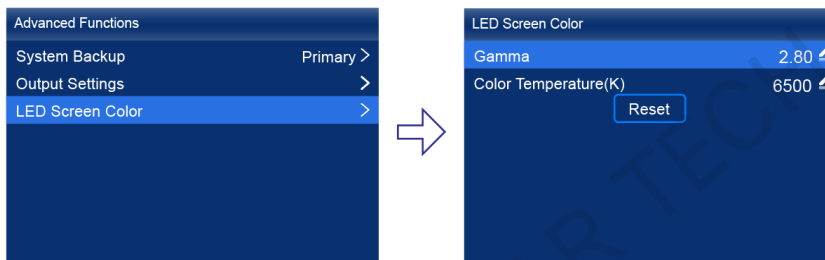 Advanced Functions
System Backup Primary >
Output Settings >
LED Screen Color >
LED Screen Color
Gamma 2.80
Color Temperature(K) 6500
Reset